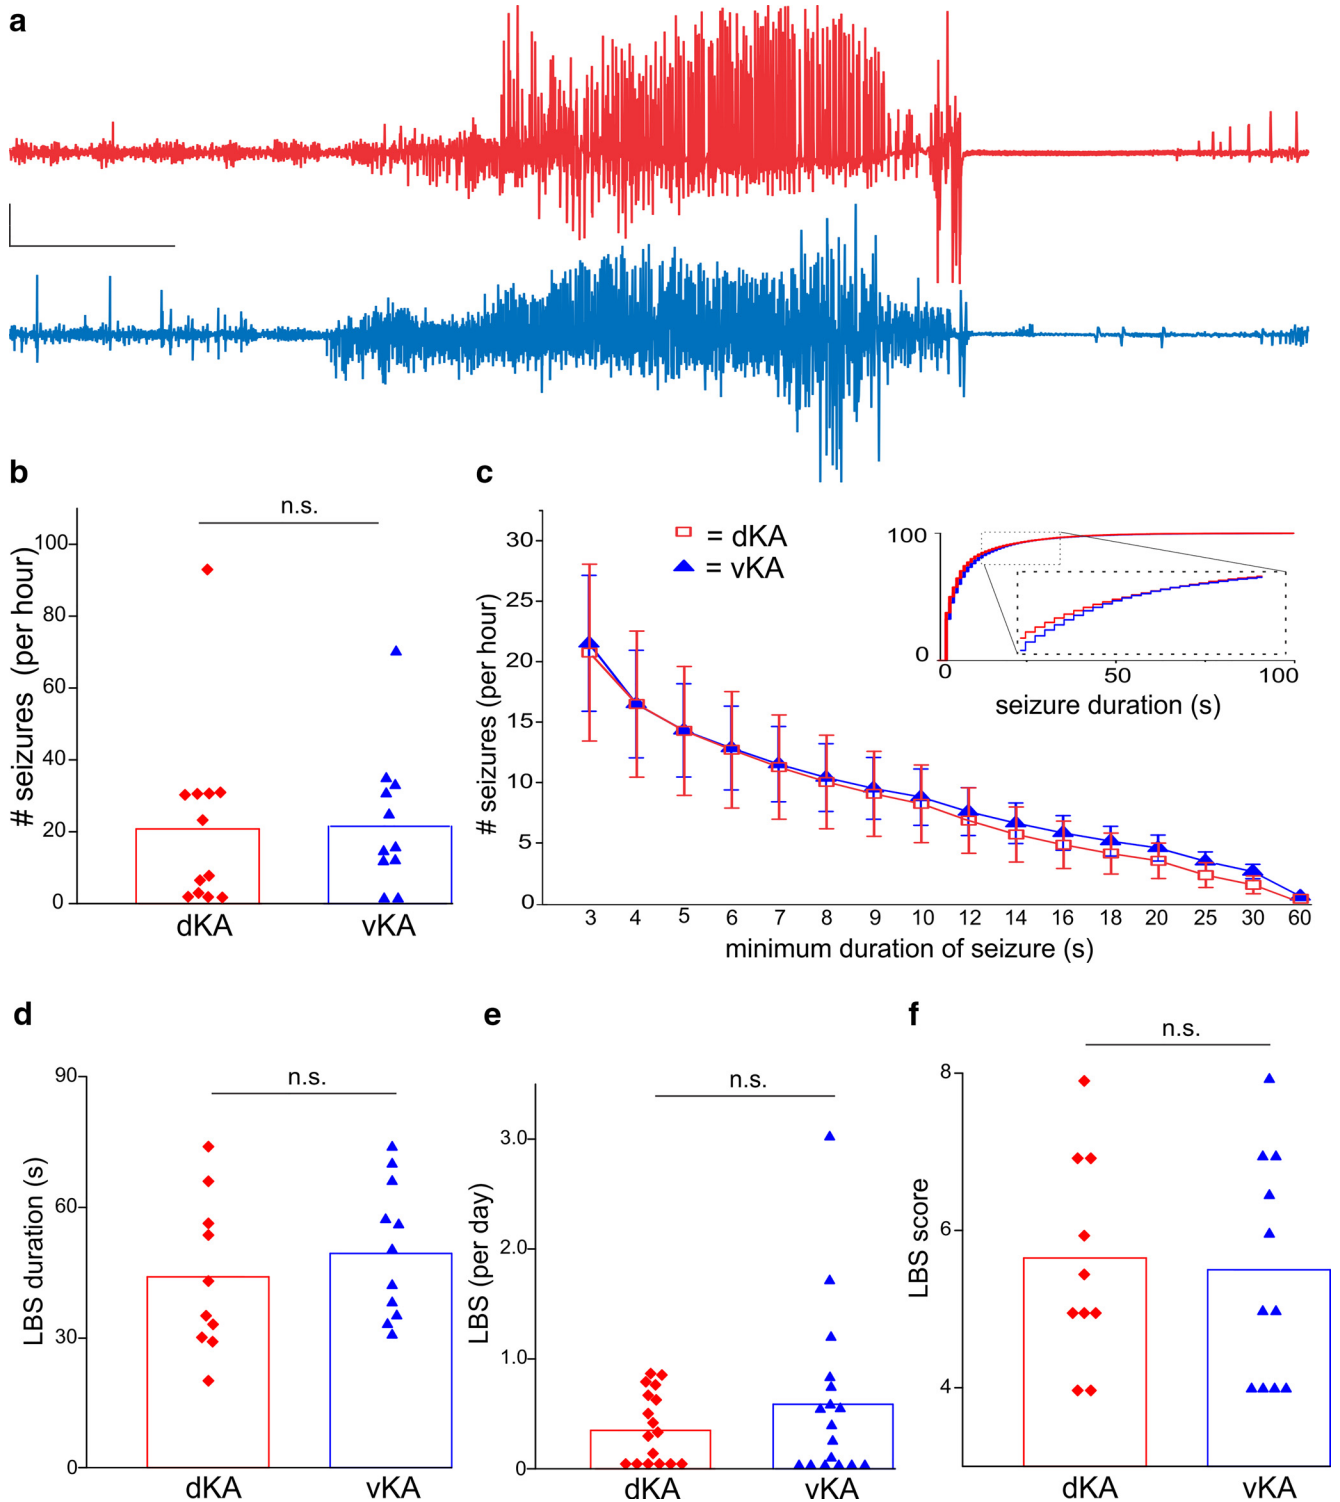 a
b
n.s.
# seizures (per hour)
100
80
60
40
20
0
dKA
vKA
c
# seizures (per hour)
30
25
20
15
10
5
0
= dKA
= vKA
3 4 5 6 7 8 9 10 12 14 16 18 20 25 30 60
minimum duration of seizure (s)
100
0
0 50 100
seizure duration (s)
d
n.s.
LBS duration (s)
90
60
30
0
dKA
vKA
e
n.s.
LBS (per day)
3.0
2.0
1.0
0
dKA
vKA
f
n.s.
LBS score
8
6
4
dKA
vKA